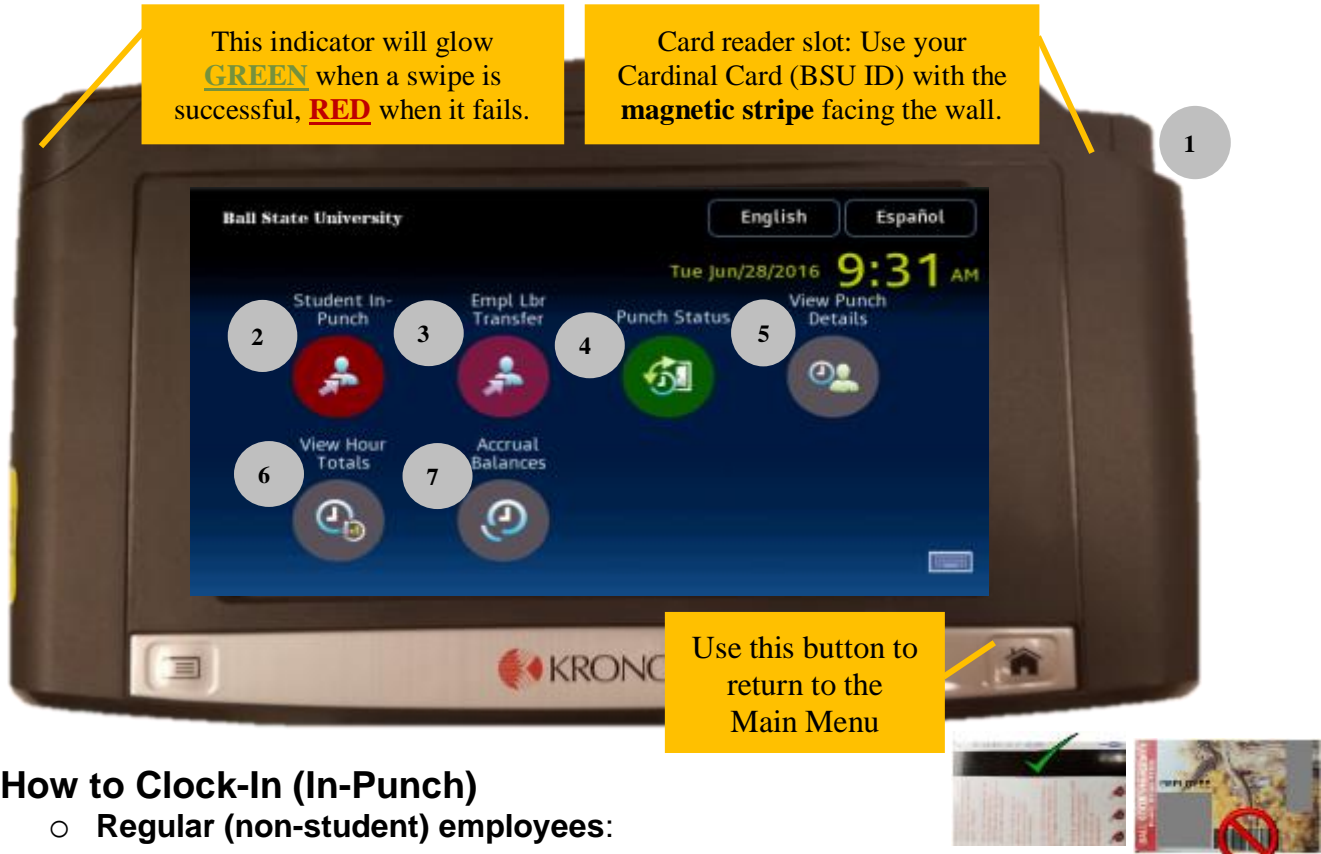 This indicator will glow
GREEN when a swipe is
successful, RED when it fails.
Card reader slot: Use your
Cardinal Card (BSU ID) with the
magnetic stripe facing the wall.
1
Ball State University
English
Español
Tue Jun/28/2016 9:31 AM
2
Student In-
Punch
3
Empl Lbr
Transfer
4
Punch Status
5
View Punch
Details
6
View Hour
Totals
7
Accrual
Balances
KRONO
Use this button to
return to the
Main Menu
How to Clock-In (In-Punch)
o Regular (non-student) employees: